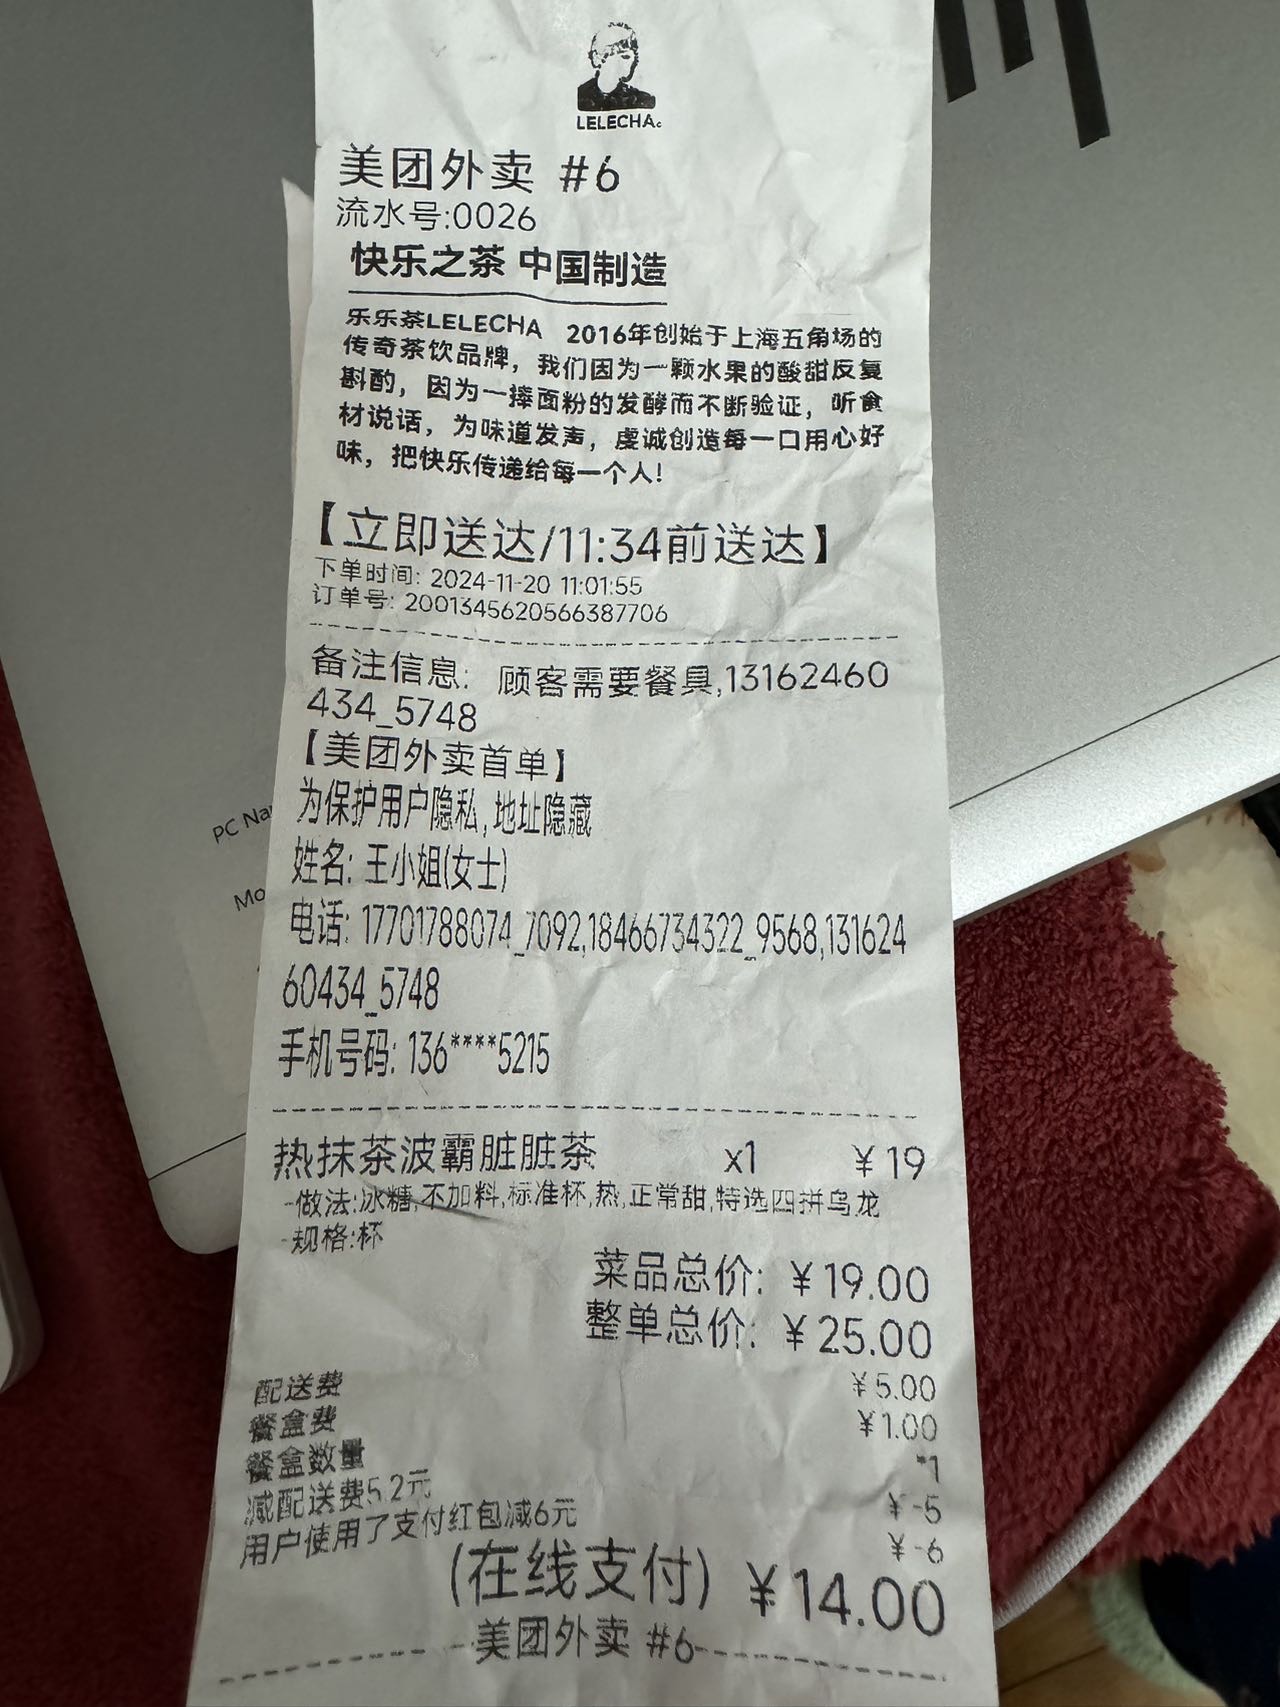 LELECHA
美团外卖 #6
流水号:0026
快乐之茶 中国制造
乐乐茶LELECHA 2016年创始于上海五角场的
传奇茶饮品牌，我们因为一颗水果的酸甜反复
斟酌，因为一捧面粉的发酵而不断验证，听食
材说话，为味道发声，虔诚创造每一口用心好
味，把快乐传递给每一个人!
【立即送达/11:34前送达】
下单时间: 2024-11-20 11:01:55
订单号: 2001345620566387706
备注信息: 顾客需要餐具,13162460
434_5748
【美团外卖首单】
为保护用户隐私,地址隐藏
姓名: 王小姐(女士)
电话: 17701788074_7092,18466734322_9568,131624
60434_5748
手机号码: 136****5215
热抹茶波霸脏脏茶 x1 ￥19
-做法:冰糖,不加料,标准杯,热,正常甜,特选四拼乌龙
-规格:杯
菜品总价: ￥19.00
整单总价: ￥25.00
配送费 ￥5.00
餐盒费 ￥1.00
餐盒数量 *1
减配送费5.2元 ￥-5
用户使用了支付红包减6元 ￥-6
(在线支付) ￥14.00
美团外卖 #6
PC Na
Mo